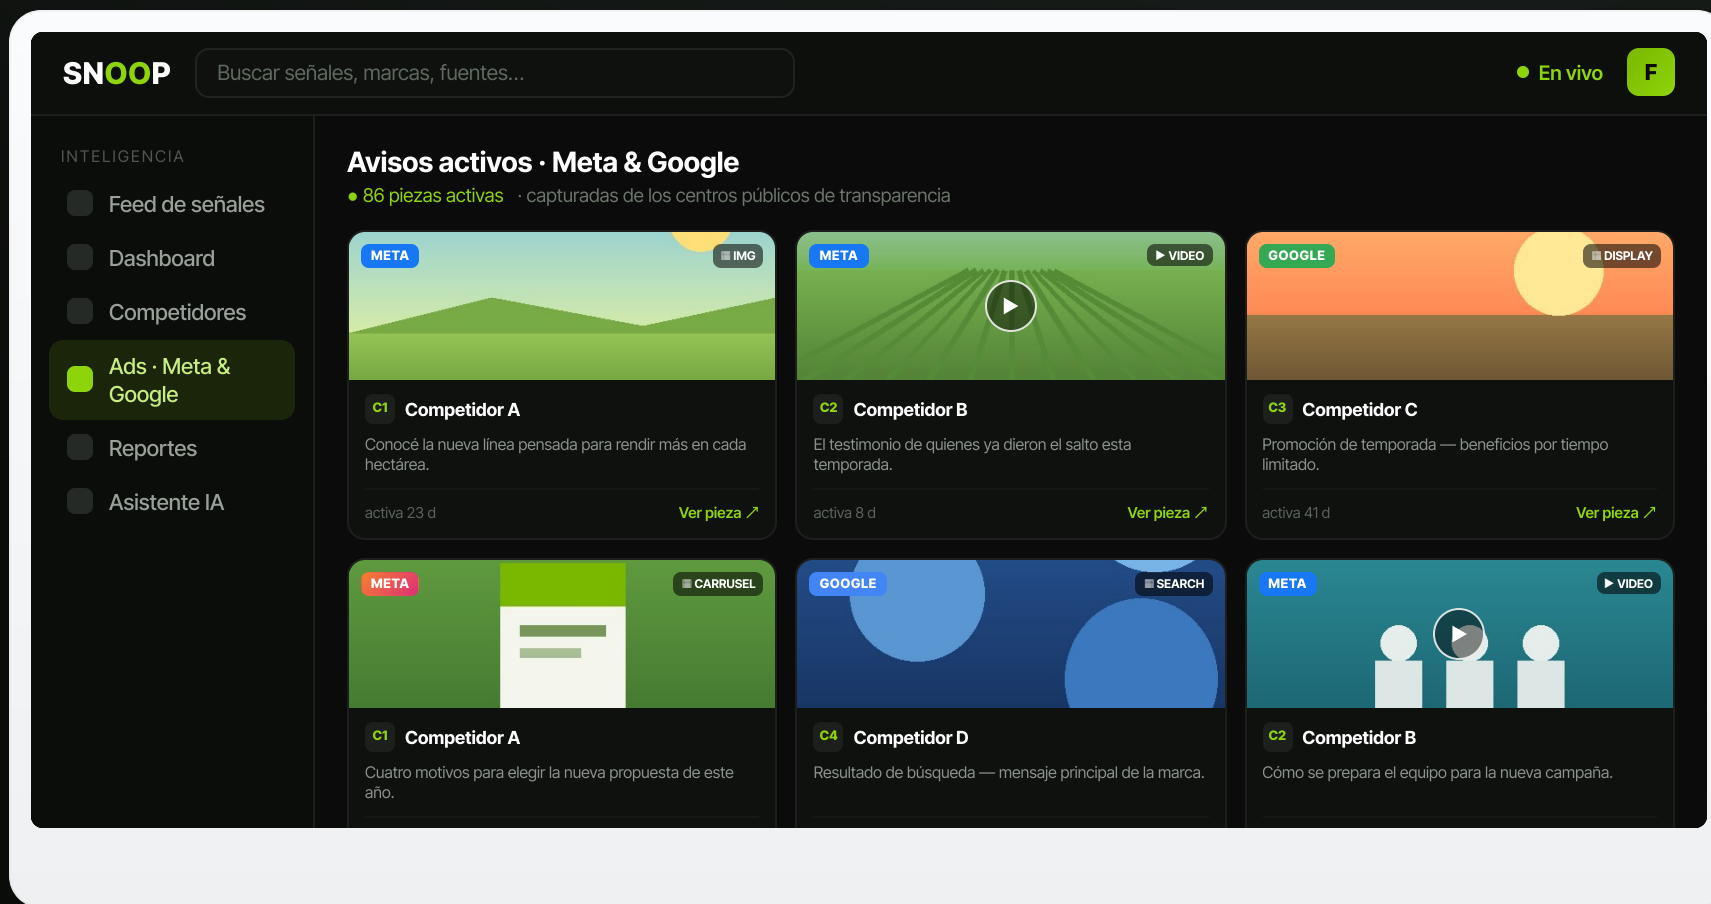 SNOOP
Buscar señales, marcas, fuentes...
En vivo
F
INTELIGENCIA
Feed de señales
Dashboard
Competidores
Ads · Meta &
Google
Reportes
Asistente IA
Avisos activos · Meta & Google
● 86 piezas activas · capturadas de los centros públicos de transparencia
META
IMG
C1 Competidor A
Conocé la nueva línea pensada para rendir más en cada
hectárea.
activa 23 d
Ver pieza ↗
META
▶ VIDEO
C2 Competidor B
El testimonio de quienes ya dieron el salto esta
temporada.
activa 8 d
Ver pieza ↗
GOOGLE
DISPLAY
C3 Competidor C
Promoción de temporada — beneficios por tiempo
limitado.
activa 41 d
Ver pieza ↗
META
CARRUSEL
C1 Competidor A
Cuatro motivos para elegir la nueva propuesta de este
año.
GOOGLE
SEARCH
C4 Competidor D
Resultado de búsqueda — mensaje principal de la marca.
META
▶ VIDEO
C2 Competidor B
Cómo se prepara el equipo para la nueva campaña.